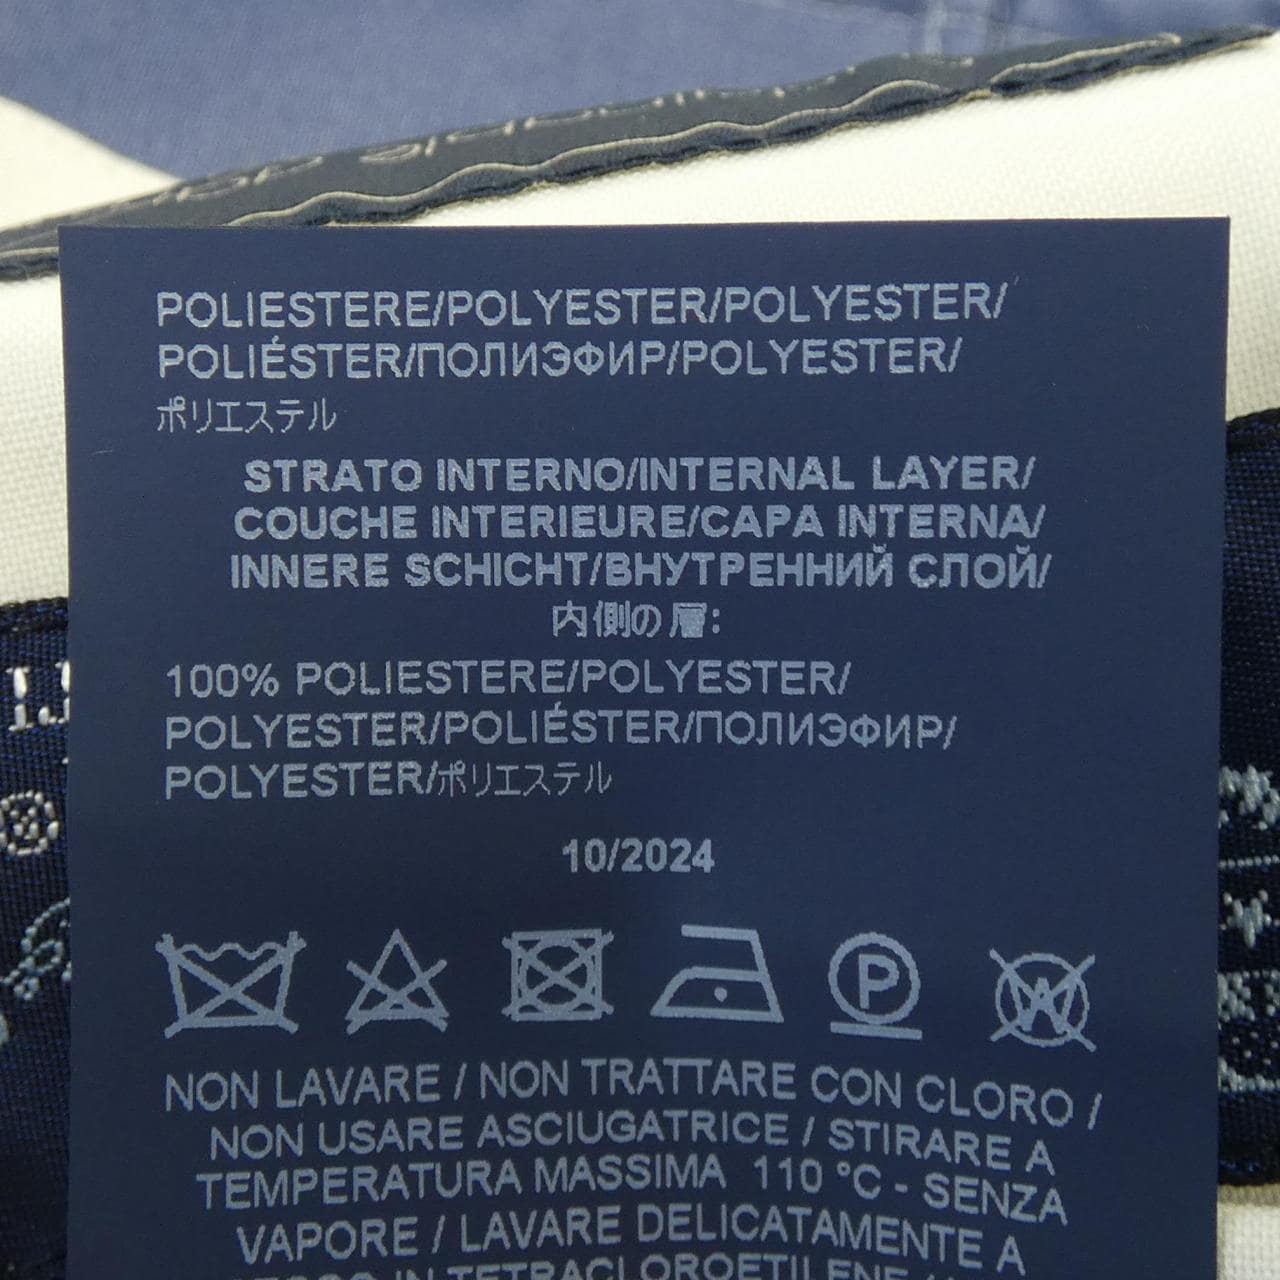 POLIESTERE/POLYESTER/POLYESTER/
POLIÉSTER/ПОЛИЭФИР/POLYESTER/
ポリエステル
STRATO INTERNO/INTERNAL LAYER/
COUCHE INTERIEURE/CAPA INTERNA/
INNERE SCHICHT/ВНУТРЕННИЙ СЛОЙ/
内側の層:
100% POLIESTERE/POLYESTER/
POLYESTER/POLIÉSTER/ПОЛИЭФИР/
POLYESTER/ポリエステル
10/2024
P
W
NON LAVARE / NON TRATTARE CON CLORO /
NON USARE ASCIUGATRICE / STIRARE A
TEMPERATURA MASSIMA 110 °C - SENZA
VAPORE / LAVARE DELICATAMENTE A
IN TETRACLOROETILENE